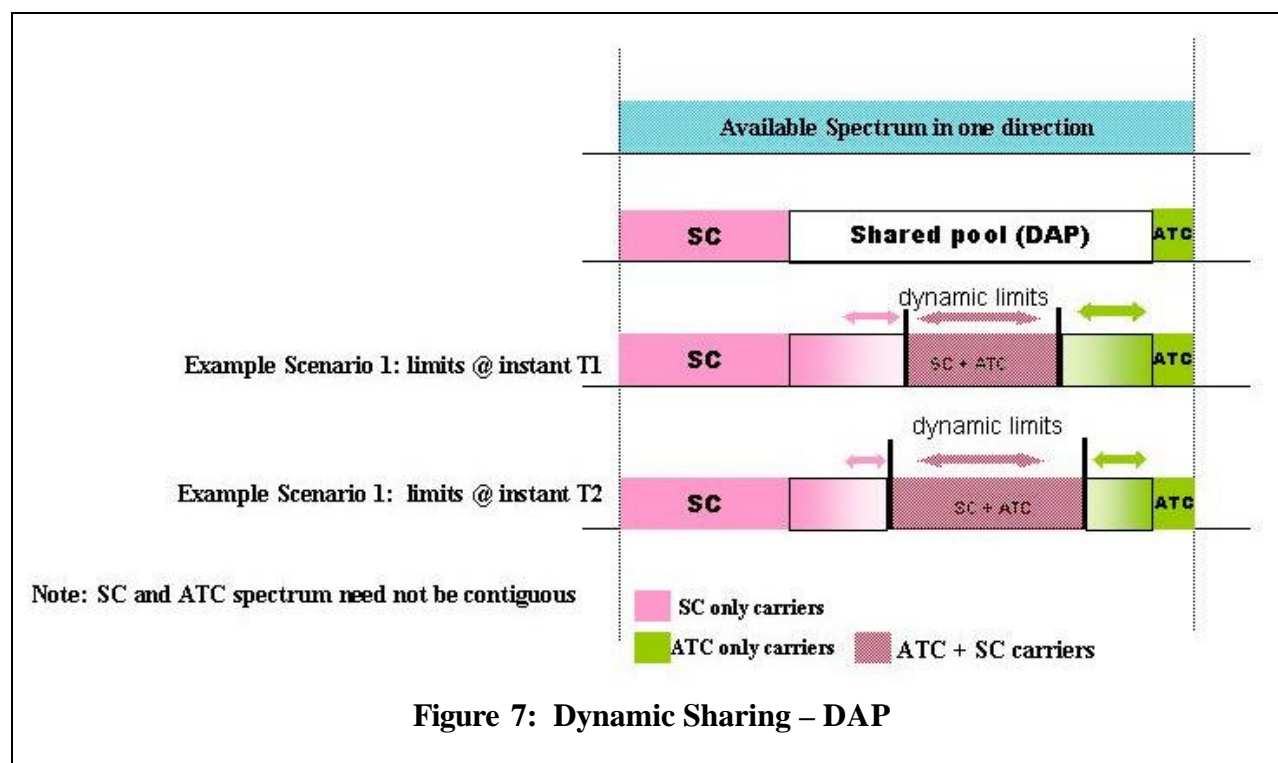 Available Spectrum in one direction
SC Shared pool (DAP) ATC
dynamic limits
Example Scenario 1: limits @ instant T1 SC SC + ATC ATC
dynamic limits
Example Scenario 1: limits @ instant T2 SC SC + ATC ATC
Note: SC and ATC spectrum need not be contiguous
SC only carriers
ATC only carriers ATC + SC carriers
Figure 7: Dynamic Sharing – DAP